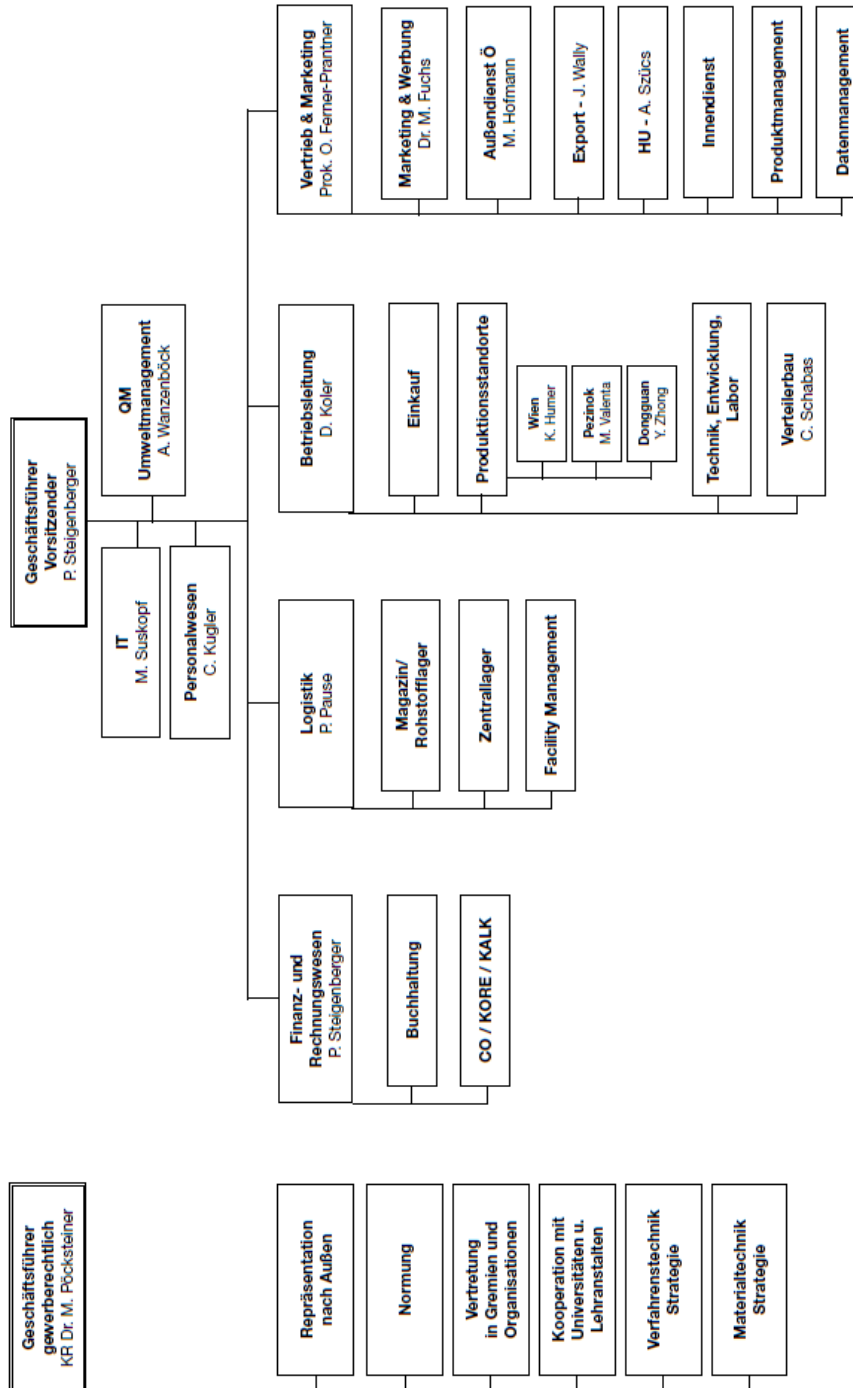 Geschäftsführer
gewerberechtlich
KR Dr. M. Pöcksteiner
Repräsentation
nach Außen
Normung
Vertretung
in Gremien und
Organisationen
Kooperation mit
Universitäten u.
Lehranstalten
Verfahrenstechnik
Strategie
Materialtechnik
Strategie
Geschäftsführer
Vorsitzender
P. Steigenberger
IT
M. Suskopf
Personalwesen
C. Kugler
QM
Umweltmanagement
A. Wanzenböck
Finanz- und
Rechnungswesen
P. Steigenberger
Buchhaltung
CO / KORE / KALK
Logistik
P. Pause
Magazin/
Rohstofflager
Zentrallager
Facility Management
Betriebsleitung
D. Koler
Einkauf
Produktionsstandorte
Wien
K. Humer
Pezinok
M. Valenta
Dongguan
Y. Zhong
Technik, Entwicklung,
Labor
Verteilerbau
C. Schabas
Vertrieb & Marketing
Prok. O. Ferner-Prantner
Marketing & Werbung
Dr. M. Fuchs
Außendienst Ö
M. Hofmann
Export - J. Wally
HU - A. Szücs
Innendienst
Produktmanagement
Datenmanagement